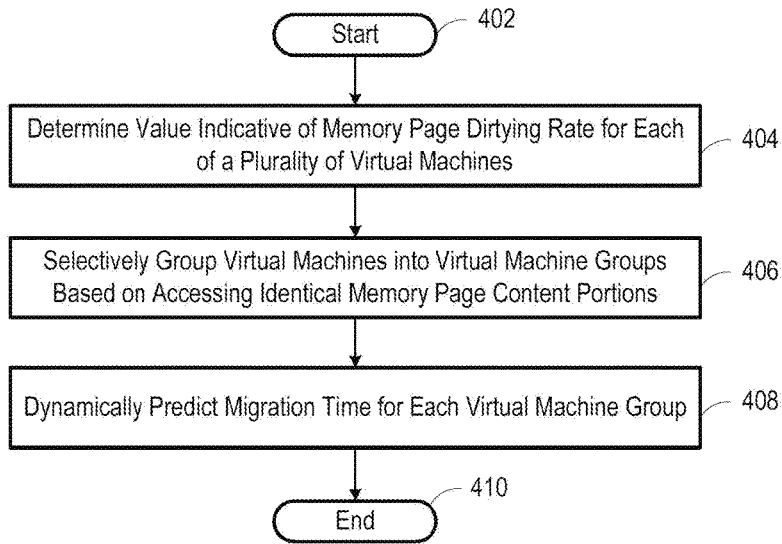 Start
402
Determine Value Indicative of Memory Page Dirtying Rate for Each
of a Plurality of Virtual Machines
404
Selectively Group Virtual Machines into Virtual Machine Groups
Based on Accessing Identical Memory Page Content Portions
406
Dynamically Predict Migration Time for Each Virtual Machine Group
408
End
410